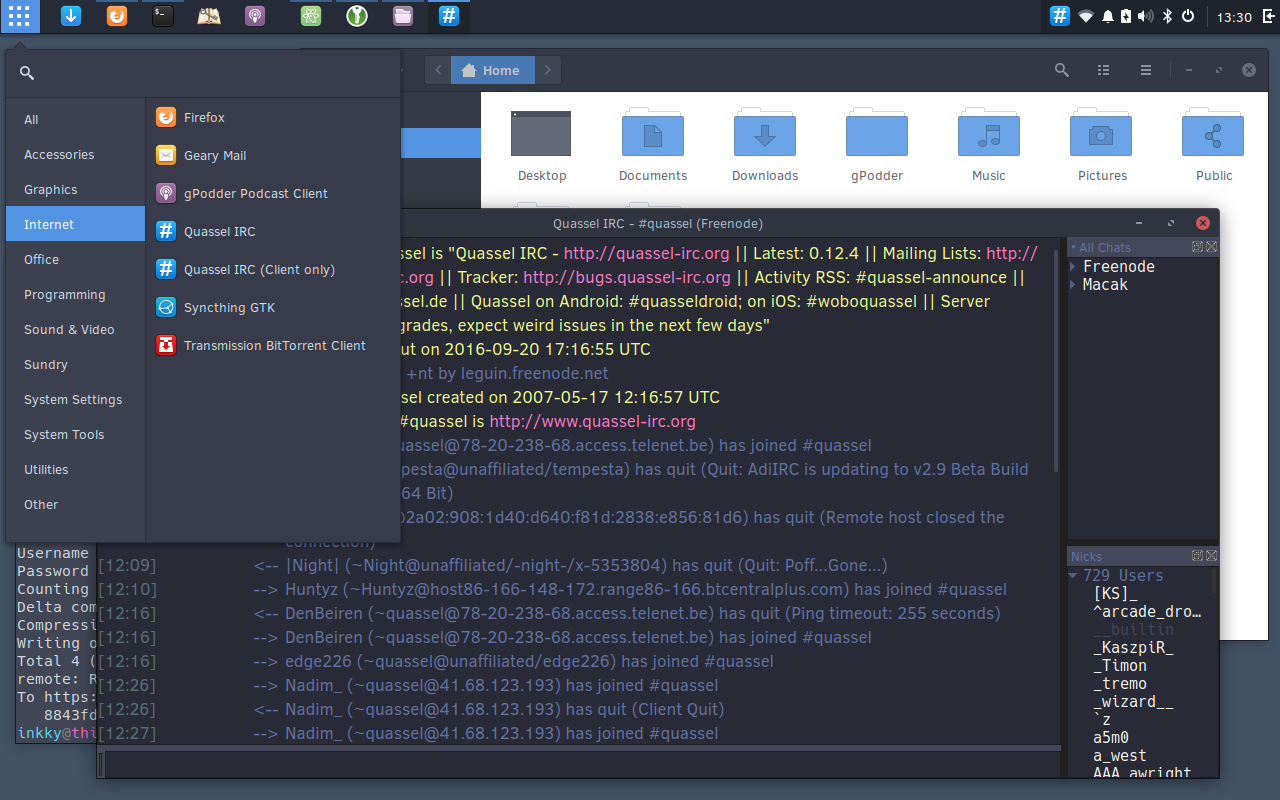 13:30
Home
All
Accessories
Graphics
Internet
Office
Programming
Sound & Video
Sundry
System Settings
System Tools
Utilities
Other
Firefox
Geary Mail
gPodder Podcast Client
Quassel IRC
Quassel IRC (Client only)
Syncthing GTK
Transmission BitTorrent Client
Desktop
Documents
Downloads
gPodder
Music
Pictures
Public
Quassel IRC - #quassel (Freenode)
ssel is "Quassel IRC - http://quassel-irc.org || Latest: 0.12.4 || Mailing Lists: http://
c.org || Tracker: http://bugs.quassel-irc.org || Activity RSS: #quassel-announce ||
ssel.de || Quassel on Android: #quasseldroid; on iOS: #woboquassel || Server
grades, expect weird issues in the next few days"
ut on 2016-09-20 17:16:55 UTC
+nt by leguin.freenode.net
sel created on 2007-05-17 12:16:57 UTC
#quassel is http://www.quassel-irc.org
uassel@78-20-238-68.access.telenet.be) has joined #quassel
pesta@unaffiliated/tempesta) has quit (Quit: AdiIRC is updating to v2.9 Beta Build
64 Bit)
02a02:908:1d40:d640:f81d:2838:e856:81d6) has quit (Remote host closed the
connection)
[12:09] <-- |Night| (~Night@unaffiliated/-night-/x-5353804) has quit (Quit: Poff...Gone...)
[12:10] --> Huntyz (~Huntyz@host86-166-148-172.range86-166.btcentralplus.com) has joined #quassel
[12:16] <-- DenBeiren (~quassel@78-20-238-68.access.telenet.be) has quit (Ping timeout: 255 seconds)
[12:16] --> DenBeiren (~quassel@78-20-238-68.access.telenet.be) has joined #quassel
[12:16] --> edge226 (~quassel@unaffiliated/edge226) has joined #quassel
[12:26] --> Nadim_ (~quassel@41.68.123.193) has joined #quassel
[12:26] <-- Nadim_ (~quassel@41.68.123.193) has quit (Client Quit)
[12:27] --> Nadim_ (~quassel@41.68.123.193) has joined #quassel
All Chats
Freenode
Macak
Nicks
729 Users
[KS]_
^arcade_dro…
__builtin
_KaszpiR_
_Timon
_tremo
_wizard__
`z
a5m0
a_west
AAA_awright
Username
Password
Counting
Delta com
Compressi
Writing o
Total 4 (
remote: R
To https:
8843fd
inkky@thi